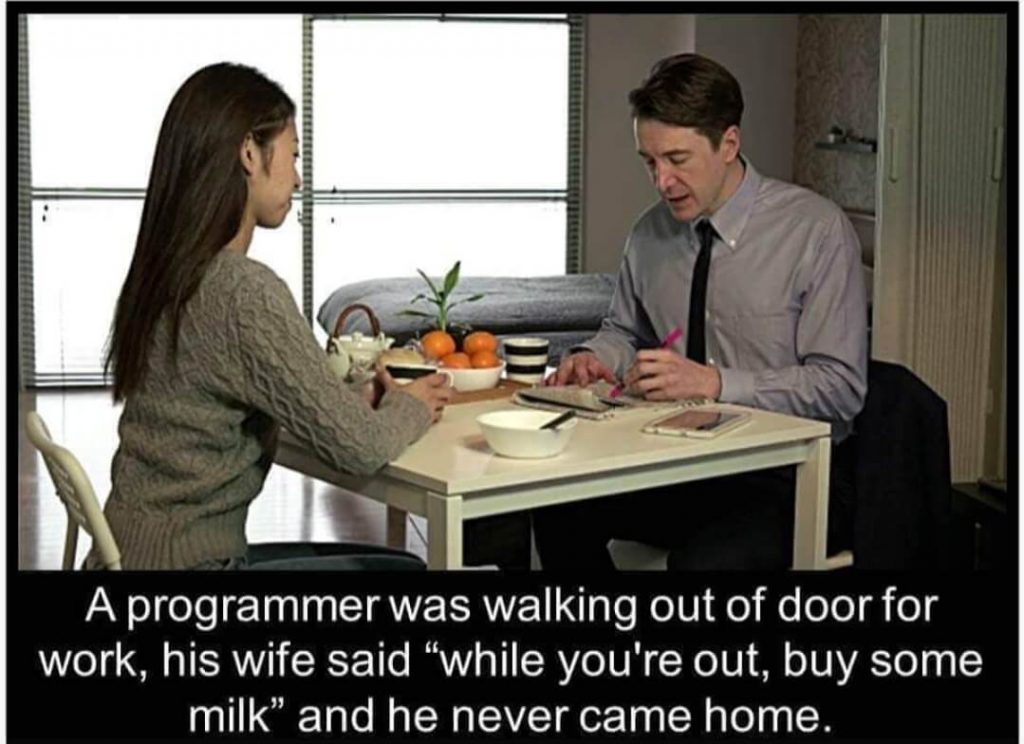 A programmer was walking out of door for
work, his wife said “while you're out, buy some
milk” and he never came home.